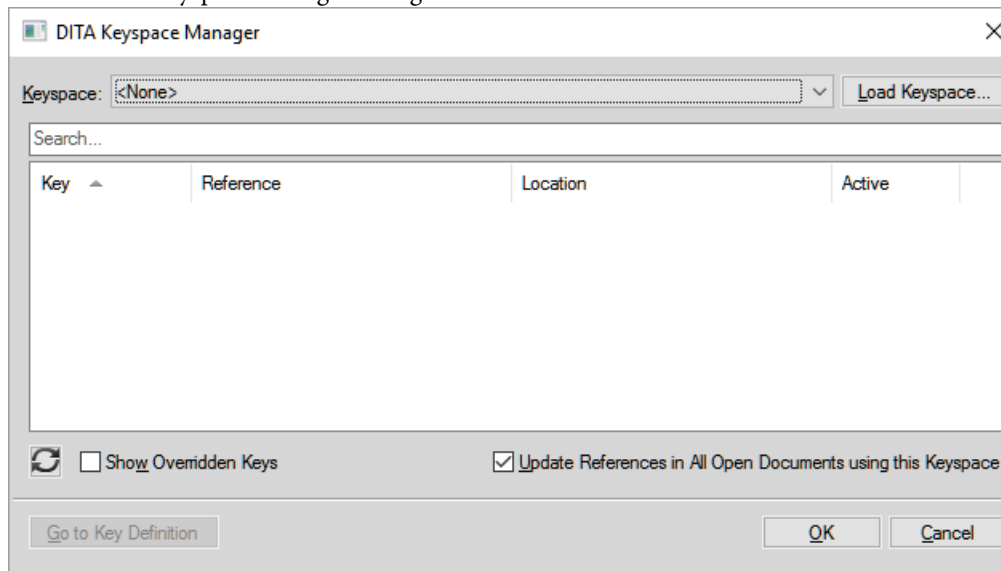 DITA Keyspace Manager
Keyspace: <None> Load Keyspace...
Search...
Key Reference Location Active
Show Overridden Keys Update References in All Open Documents using this Keyspace
Go to Key Definition OK Cancel